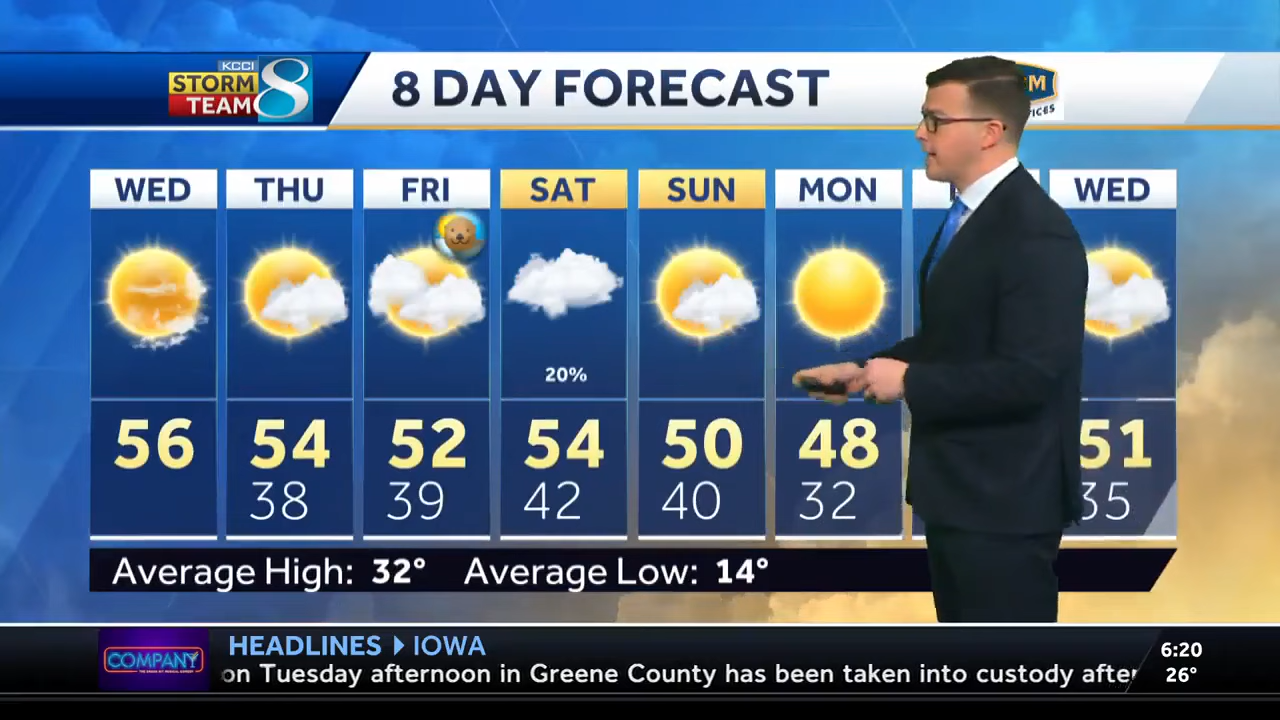 KCCI
STORM
TEAM 8
8 DAY FORECAST
WED THU FRI SAT SUN MON WED
20%
56 54 52 54 50 48 51
38 39 42 40 32 35
Average High: 32° Average Low: 14°
COMPANY
HEADLINES IOWA
on Tuesday afternoon in Greene County has been taken into custody after
6:20
26°